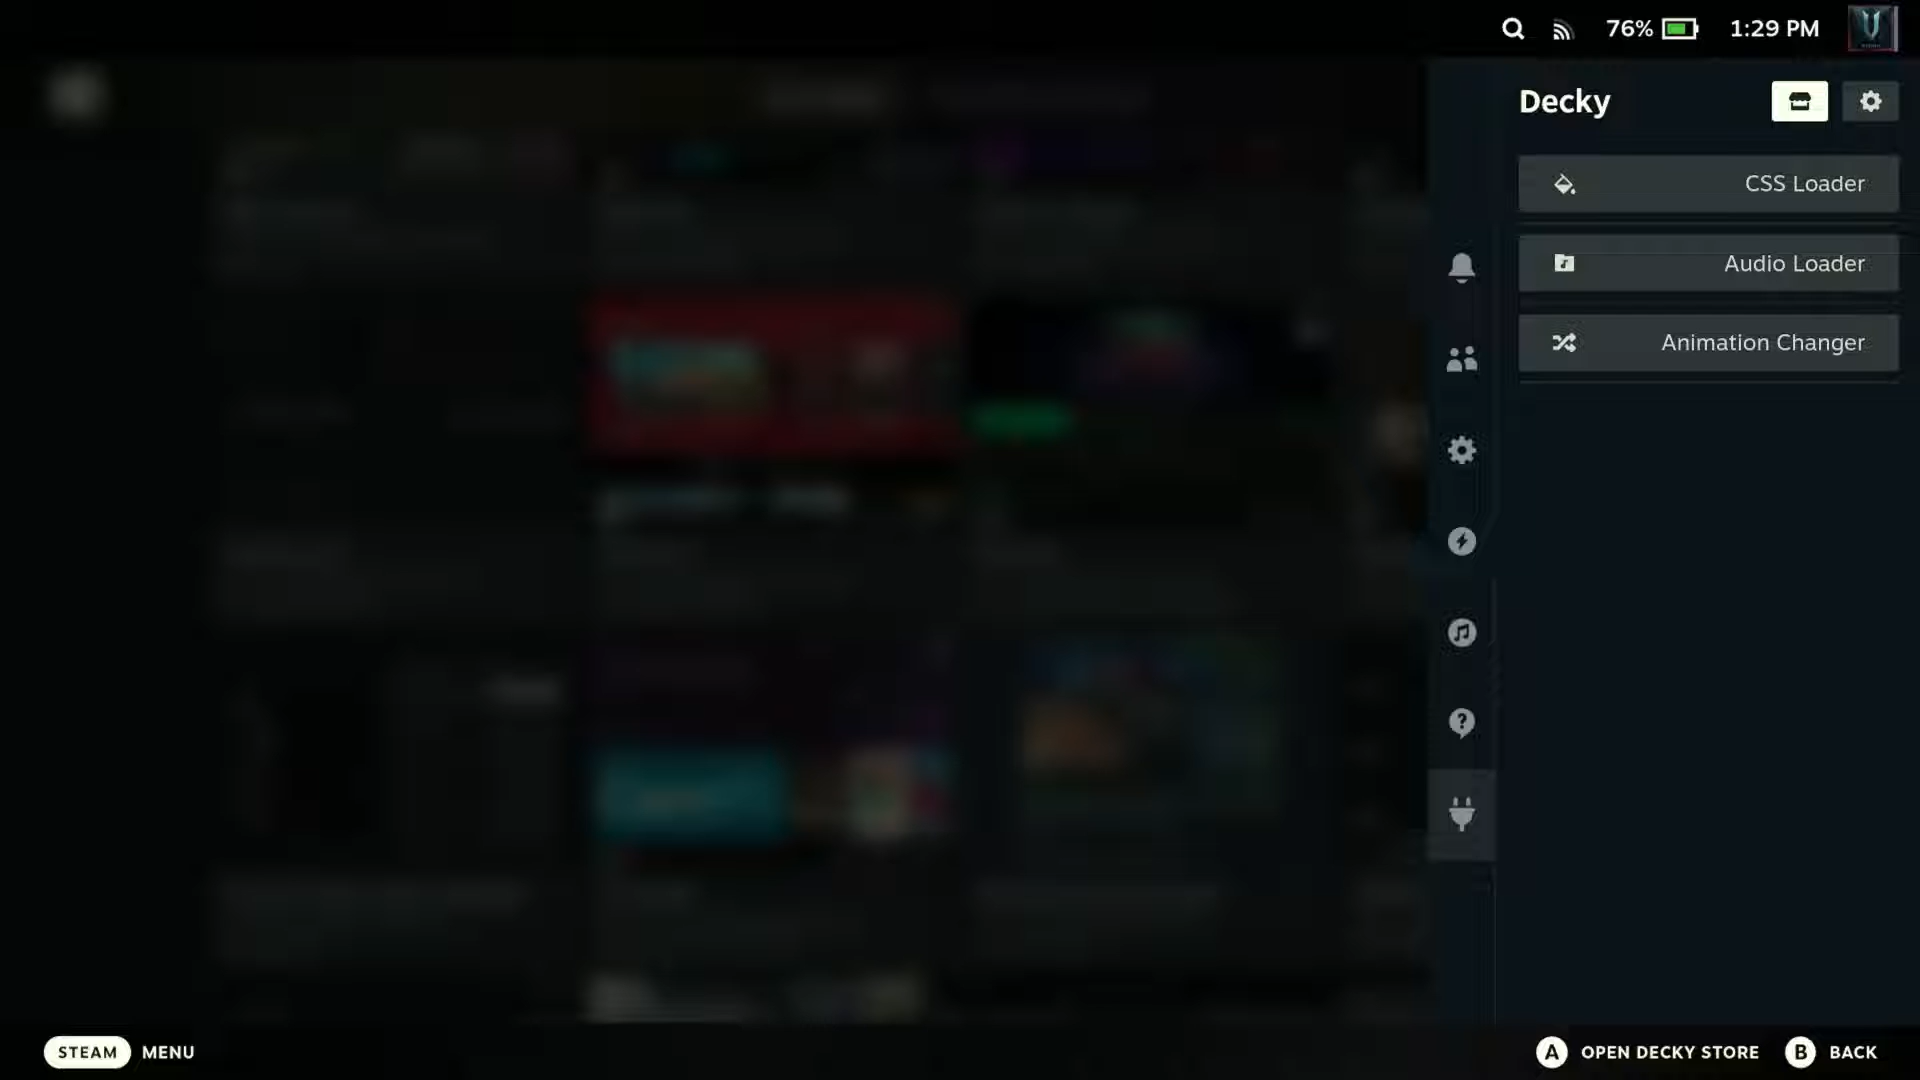 76%
1:29 PM
Decky
CSS Loader
Audio Loader
Animation Changer
STEAM MENU
A OPEN DECKY STORE B BACK